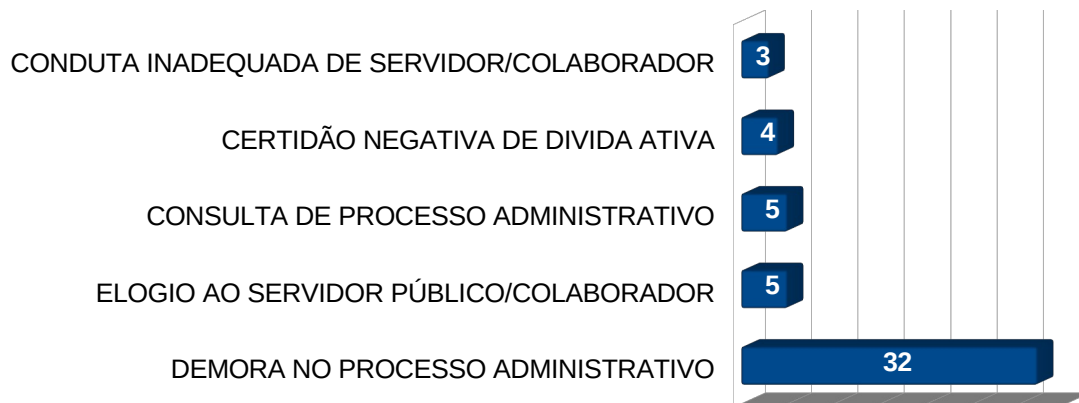 CONDUTA INADEQUADA DE SERVIDOR/COLABORADOR 3
CERTIDÃO NEGATIVA DE DIVIDA ATIVA 4
CONSULTA DE PROCESSO ADMINISTRATIVO 5
ELOGIO AO SERVIDOR PÚBLICO/COLABORADOR 5
DEMORA NO PROCESSO ADMINISTRATIVO 32